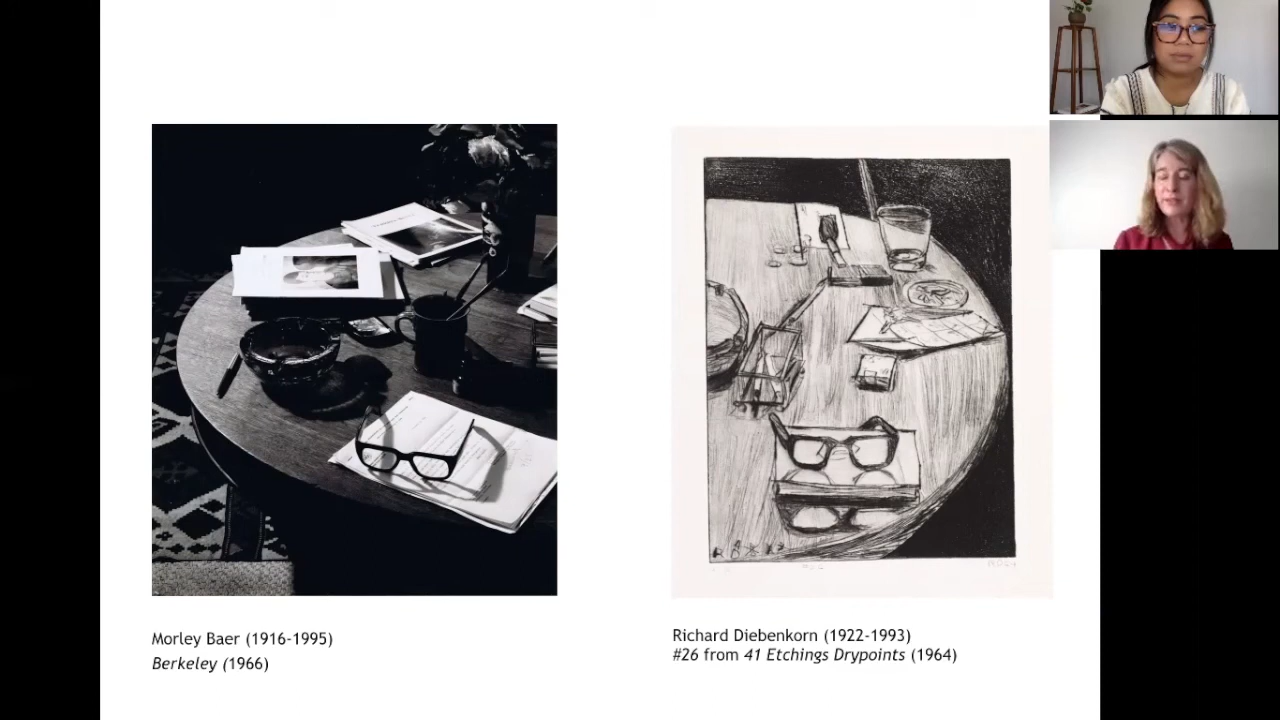 Morley Baer (1916-1995)
Berkeley (1966)
Richard Diebenkorn (1922-1993)
#26 from 41 Etchings Drypoints (1964)